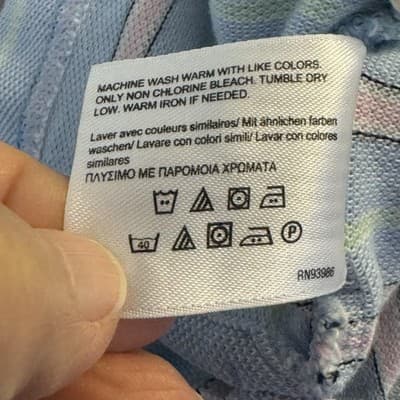 MACHINE WASH WARM WITH LIKE COLORS.
ONLY NON CHLORINE BLEACH. TUMBLE DRY
LOW. WARM IRON IF NEEDED.
Laver avec couleurs similaires/ Mit ähnlichen farben
waschen/ Lavare con colori simili/ Lavar con colores
similares
ΠΛΥΣΙΜΟ ΜΕ ΠΑΡΟΜΟΙΑ ΧΡΩΜΑΤΑ
40 P
RN93986